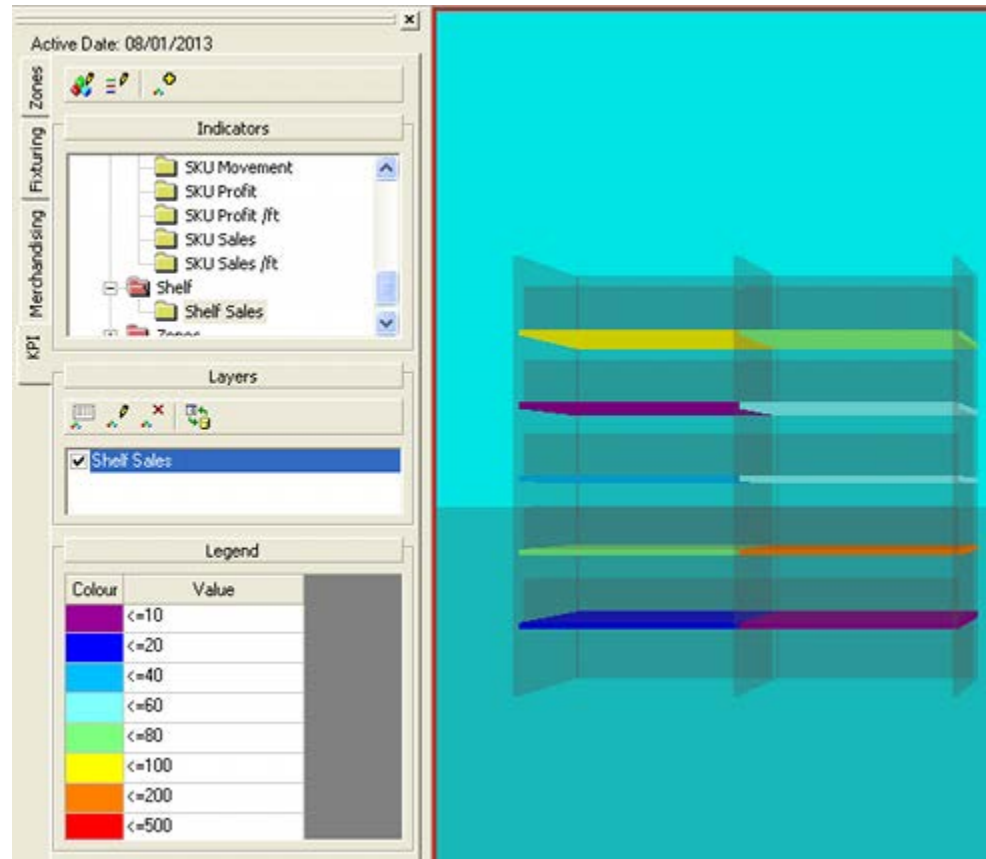 Active Date: 08/01/2013
Zones
Fixturing
Merchandising
KPI
Indicators
SKU Movement
SKU Profit
SKU Profit /ft
SKU Sales
SKU Sales /ft
Shelf
Shelf Sales
Zones
Layers
Shelf Sales
Legend
Colour Value
<=10
<=20
<=40
<=60
<=80
<=100
<=200
<=500